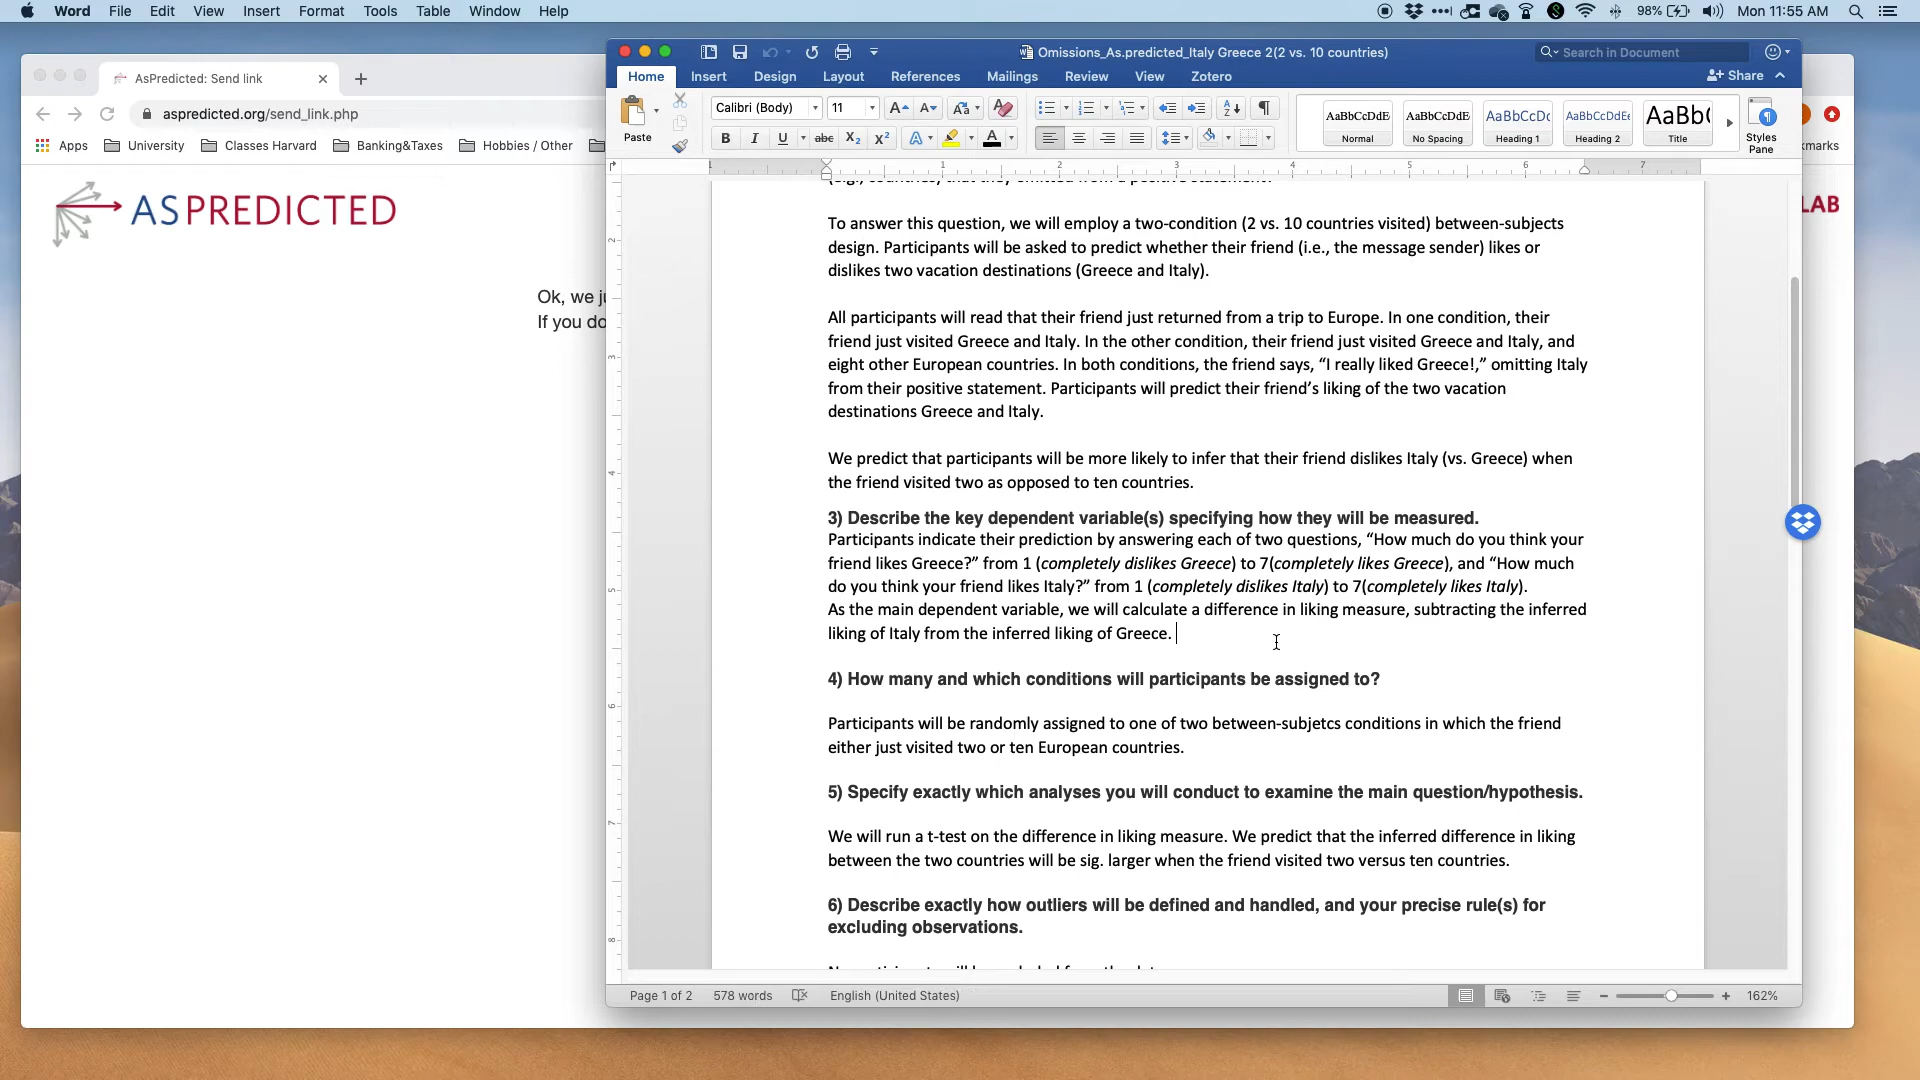 Word File Edit View Insert Format Tools Table Window Help
98% Mon 11:55 AM
AsPredicted: Send link
aspredicted.org/send_link.php
Apps University Classes Harvard Banking&Taxes Hobbies / Other
ASPREDICTED
Ok, we ju
If you do
LAB
Omissions_As.predicted_Italy Greece 2(2 vs. 10 countries)
Search in Document
Home Insert Design Layout References Mailings Review View Zotero
Share
Paste
Calibri (Body) 11
AaBbCcDdE AaBbCcDdE AaBbCcDc AaBbCcDdEe AaBb(
Normal No Spacing Heading 1 Heading 2 Title
Styles
Pane
To answer this question, we will employ a two-condition (2 vs. 10 countries visited) between-subjects
design. Participants will be asked to predict whether their friend (i.e., the message sender) likes or
dislikes two vacation destinations (Greece and Italy).
All participants will read that their friend just returned from a trip to Europe. In one condition, their
friend just visited Greece and Italy. In the other condition, their friend just visited Greece and Italy, and
eight other European countries. In both conditions, the friend says, “I really liked Greece!,” omitting Italy
from their positive statement. Participants will predict their friend’s liking of the two vacation
destinations Greece and Italy.
We predict that participants will be more likely to infer that their friend dislikes Italy (vs. Greece) when
the friend visited two as opposed to ten countries.
3) Describe the key dependent variable(s) specifying how they will be measured.
Participants indicate their prediction by answering each of two questions, “How much do you think your
friend likes Greece?” from 1 (completely dislikes Greece) to 7(completely likes Greece), and “How much
do you think your friend likes Italy?” from 1 (completely dislikes Italy) to 7(completely likes Italy).
As the main dependent variable, we will calculate a difference in liking measure, subtracting the inferred
liking of Italy from the inferred liking of Greece.
4) How many and which conditions will participants be assigned to?
Participants will be randomly assigned to one of two between-subjetcs conditions in which the friend
either just visited two or ten European countries.
5) Specify exactly which analyses you will conduct to examine the main question/hypothesis.
We will run a t-test on the difference in liking measure. We predict that the inferred difference in liking
between the two countries will be sig. larger when the friend visited two versus ten countries.
6) Describe exactly how outliers will be defined and handled, and your precise rule(s) for
excluding observations.
Page 1 of 2 578 words English (United States) 162%